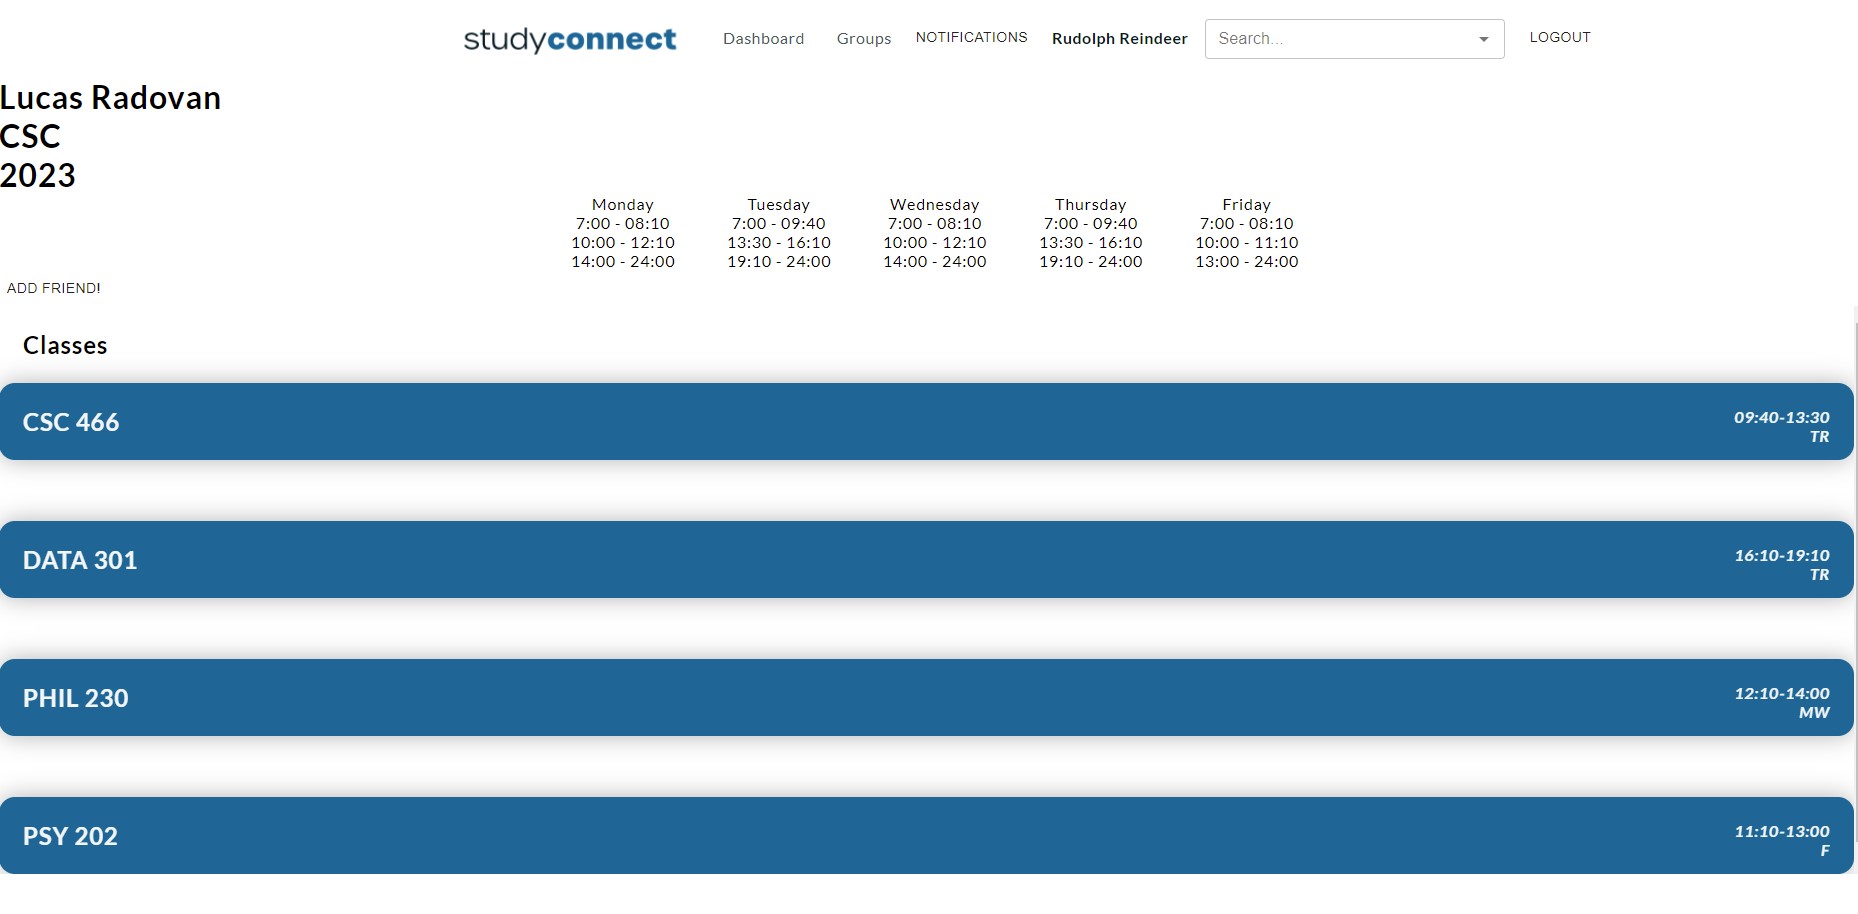 studyconnect Dashboard Groups NOTIFICATIONS Rudolph Reindeer Search... LOGOUT
Lucas Radovan
CSC
2023
Monday Tuesday Wednesday Thursday Friday
7:00 - 08:10 7:00 - 09:40 7:00 - 08:10 7:00 - 09:40 7:00 - 08:10
10:00 - 12:10 13:30 - 16:10 10:00 - 12:10 13:30 - 16:10 10:00 - 11:10
14:00 - 24:00 19:10 - 24:00 14:00 - 24:00 19:10 - 24:00 13:00 - 24:00
ADD FRIEND!
Classes
CSC 466 09:40-13:30
TR
DATA 301 16:10-19:10
TR
PHIL 230 12:10-14:00
MW
PSY 202 11:10-13:00
F